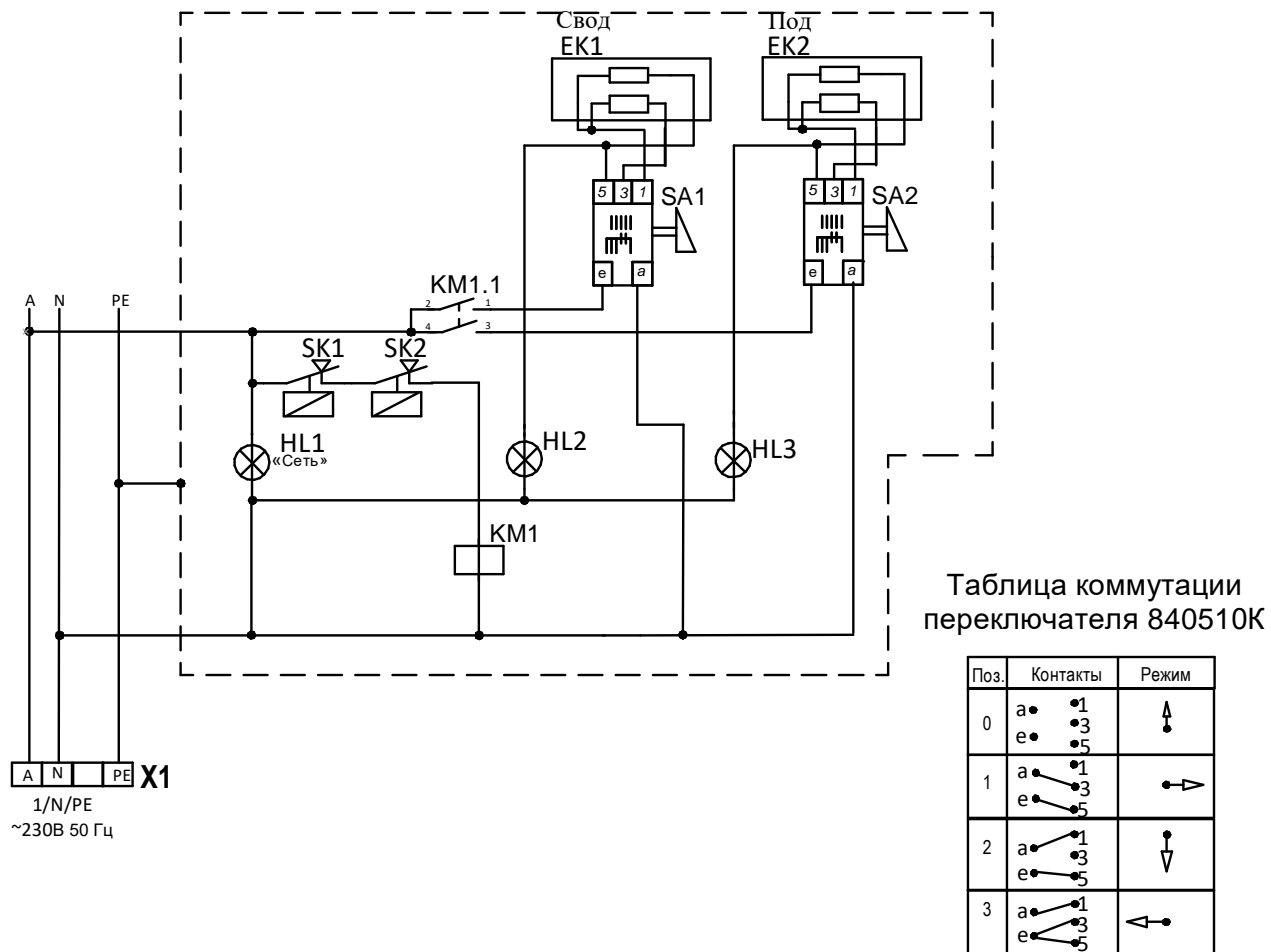 Свод
EK1
Под
EK2
5 3 1
SA1
e a
5 3 1
SA2
e a
KM1.1
2 1
4 3
A N PE
SK1
SK2
HL1
«Сеть»
HL2
HL3
KM1
A N PE X1
1/N/PE
~230В 50 Гц
Таблица коммутации
переключателя 840510К
Поз. Контакты Режим
0
a 1
3
e 5
1
a 1
3
e 5
2
a 1
3
e 5
3
a 1
3
e 5